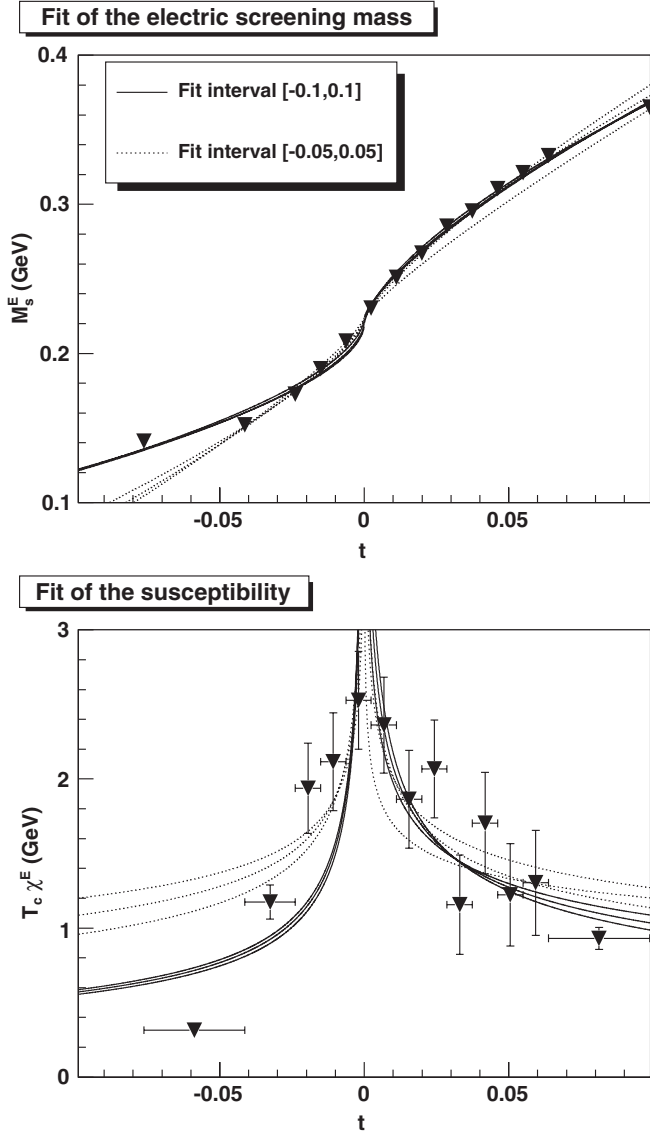 Fit of the electric screening mass
0.4
Fit interval [-0.1,0.1]
Fit interval [-0.05,0.05]
0.3
M_s^E (GeV)
0.2
0.1
-0.05 0 0.05
t
Fit of the susceptibility
3
2
T_c χ^E (GeV)
1
0
-0.05 0 0.05
t